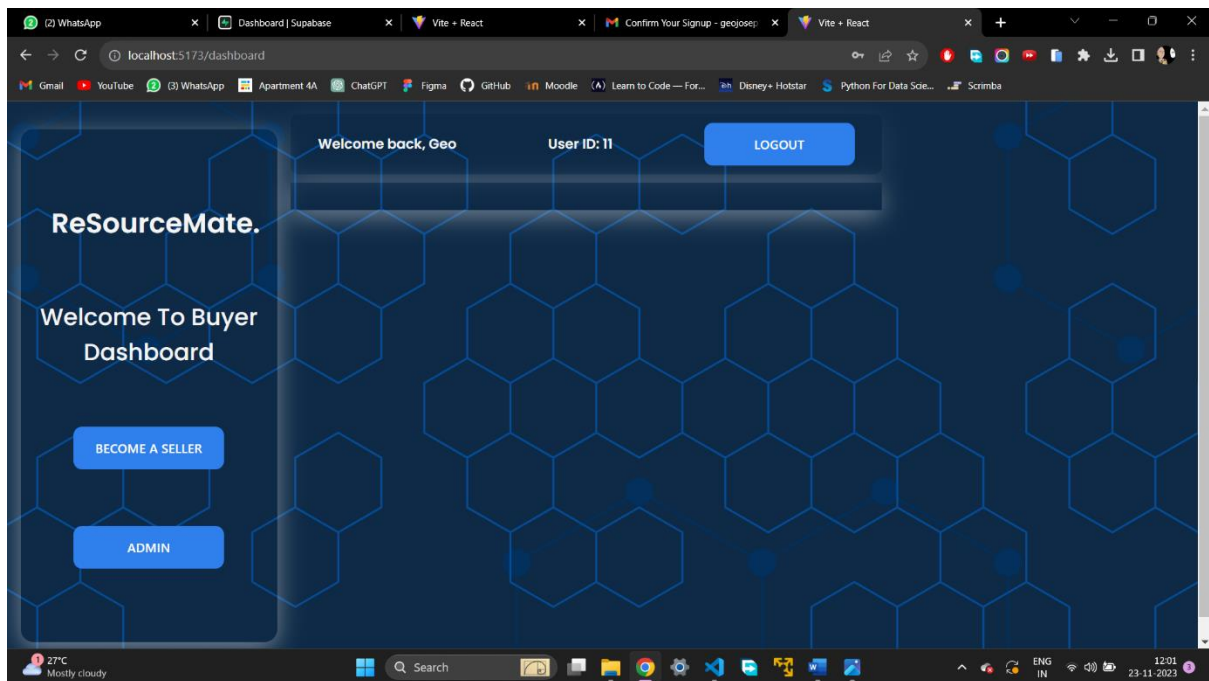 (2) WhatsApp
Dashboard | Supabase
Vite + React
Confirm Your Signup - geojosep
Vite + React
localhost:5173/dashboard
Gmail
YouTube
(3) WhatsApp
Apartment 4A
ChatGPT
Figma
GitHub
Moodle
Learn to Code — For...
Disney+ Hotstar
Python For Data Scie...
Scrimba
Welcome back, Geo
User ID: 11
LOGOUT
ReSourceMate.
Welcome To Buyer
Dashboard
BECOME A SELLER
ADMIN
1
27°C
Mostly cloudy
Search
ENG
IN
12:01
23-11-2023
3